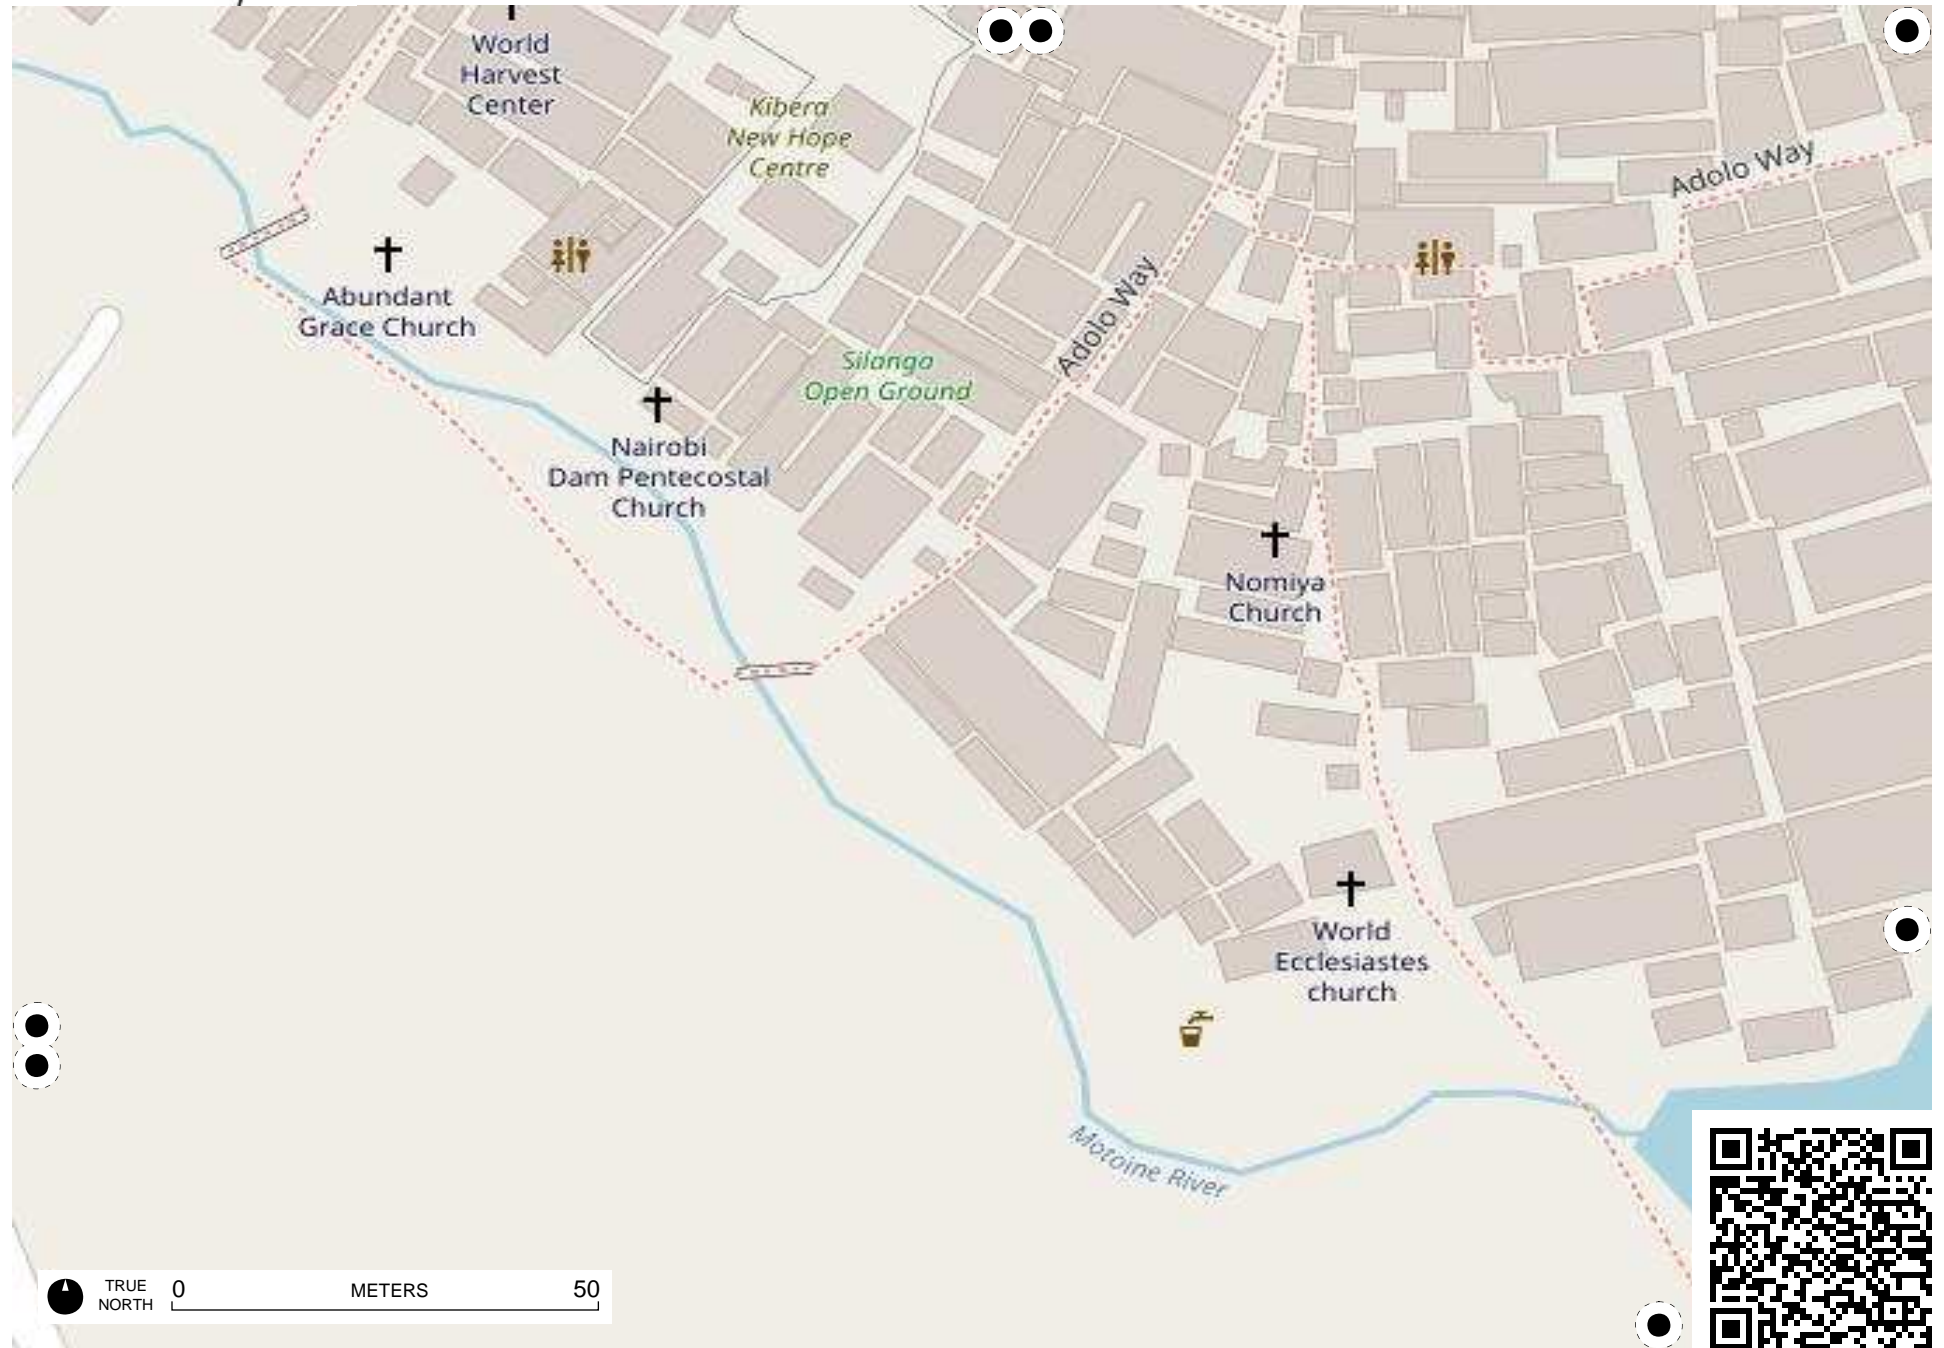 World
Harvest
Center
Kibera
New Hope
Centre
Adolo Way
Abundant
Grace Church
Adolo Way
Silanga
Open Ground
Nairobi
Dam Pentecostal
Church
Nomiya
Church
World
Ecclesiastes
church
Motoine River
TRUE
NORTH
0 METERS 50